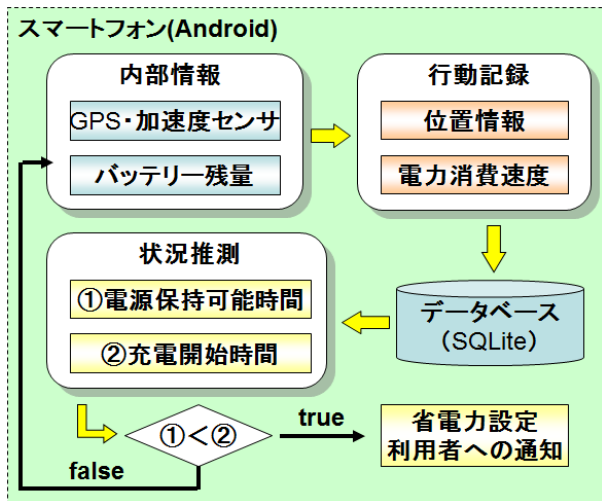 スマートフォン(Android)
内部情報
GPS・加速度センサ
バッテリー残量
行動記録
位置情報
電力消費速度
データベース
（SQLite）
状況推測
①電源保持可能時間
②充電開始時間
①＜②
true
false
省電力設定
利用者への通知